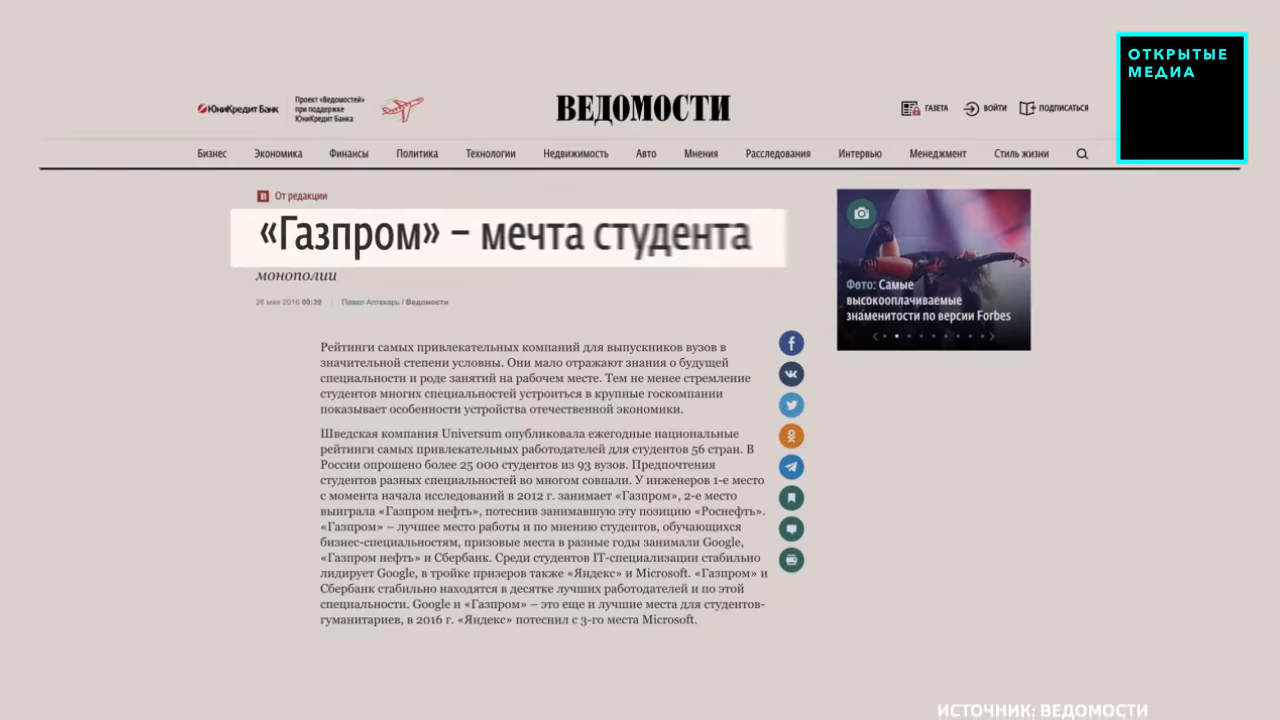 ОТКРЫТЫЕ
МЕДИА
ЮниКредит Банк
Проект «Ведомостей»
при поддержке
ЮниКредит Банка
ВЕДОМОСТИ
ГАЗЕТА ВОЙТИ ПОДПИСАТЬСЯ
Бизнес Экономика Финансы Политика Технологии Недвижимость Авто Мнения Расследования Интервью Менеджмент Стиль жизни
От редакции
«Газпром» – мечта студента
монополии
26 мая 2016 00:39 Павел Аптекарь / Ведомости
Фото: Самые
высокооплачиваемые
знаменитости по версии Forbes
Рейтинги самых привлекательных компаний для выпускников вузов в
значительной степени условны. Они мало отражают знания о будущей
специальности и роде занятий на рабочем месте. Тем не менее стремление
студентов многих специальностей устроиться в крупные госкомпании
показывает особенности устройства отечественной экономики.
Шведская компания Universum опубликовала ежегодные национальные
рейтинги самых привлекательных работодателей для студентов 56 стран. В
России опрошено более 25 000 студентов из 93 вузов. Предпочтения
студентов разных специальностей во многом совпали. У инженеров 1-е место
с момента начала исследований в 2012 г. занимает «Газпром», 2-е место
выиграла «Газпром нефть», потеснив занимавшую эту позицию «Роснефть».
«Газпром» – лучшее место работы и по мнению студентов, обучающихся
бизнес-специальностям, призовые места в разные годы занимали Google,
«Газпром нефть» и Сбербанк. Среди студентов IT-специализации стабильно
лидирует Google, в тройке призеров также «Яндекс» и Microsoft. «Газпром» и
Сбербанк стабильно находятся в десятке лучших работодателей и по этой
специальности. Google и «Газпром» – это еще и лучшие места для студентов-
гуманитариев, в 2016 г. «Яндекс» потеснил с 3-го места Microsoft.
ИСТОЧНИК: ВЕДОМОСТИ